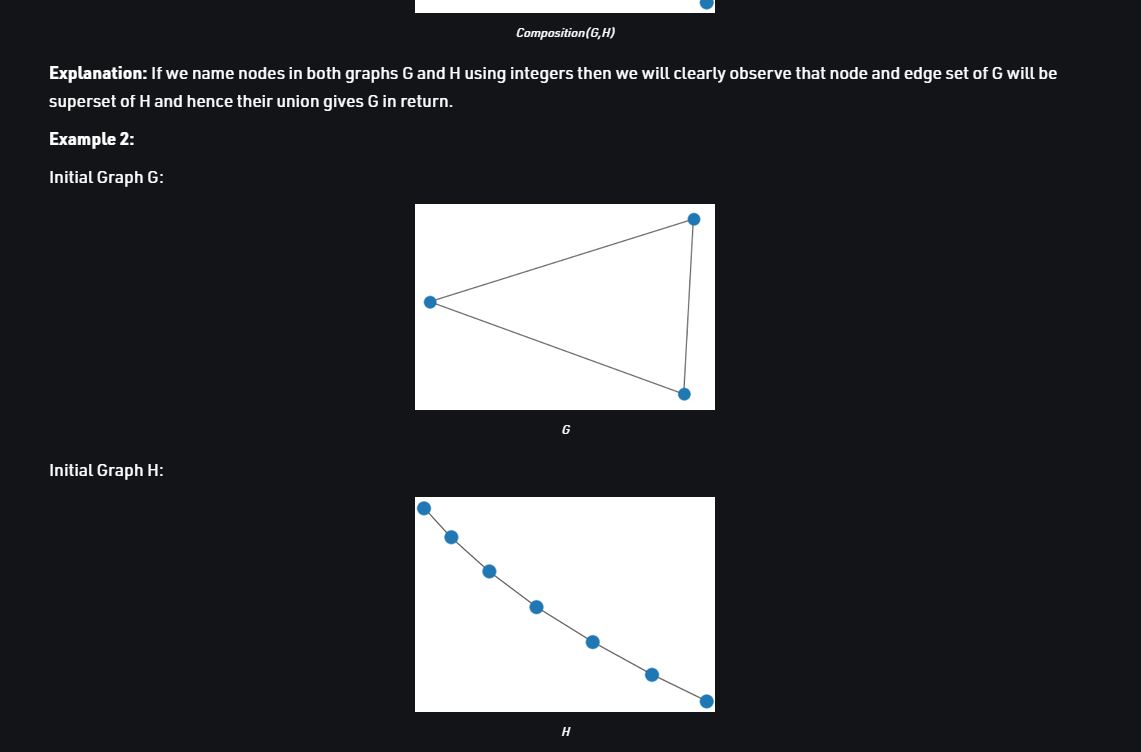 Composition(G,H)
Explanation: If we name nodes in both graphs G and H using integers then we will clearly observe that node and edge set of G will be
superset of H and hence their union gives G in return.
Example 2:
Initial Graph G:
G
Initial Graph H:
H